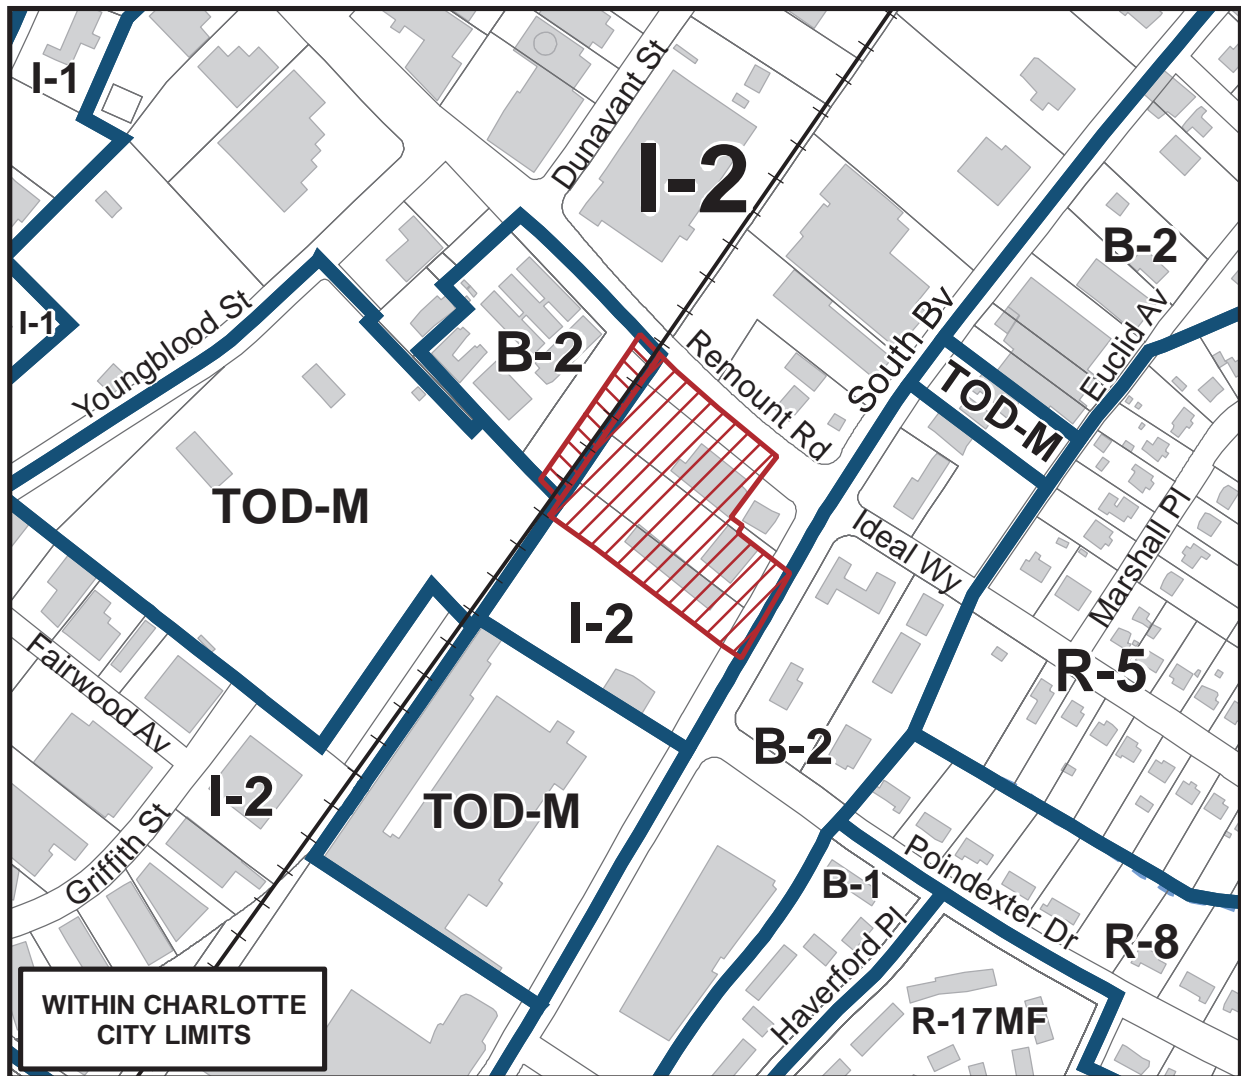 I-1
Dunavant St
I-2
B-2
I-1
Youngblood St
B-2
Remount Rd
South Bv
Euclid Av
TOD-M
TOD-M
Ideal Wy
Marshall Pl
I-2
R-5
Fairwood Av
B-2
I-2
TOD-M
Griffith St
Poindexter Dr
B-1
Haverford Pl
R-8
R-17MF
WITHIN CHARLOTTE
CITY LIMITS